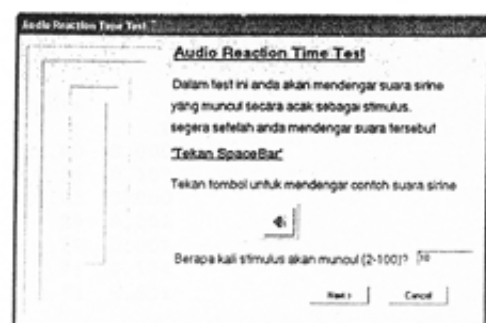 Audio Reaction Time Test
Audio Reaction Time Test
Dalam test ini anda akan mendengar suara sirine
yang muncul secara acak sebagai stimulus.
segera setelah anda mendengar suara tersebut
"Tekan SpaceBar"
Tekan tombol untuk mendengar contoh suara sirine
Berapa kali stimulus akan muncul (2-100)? 10
Next > Cancel